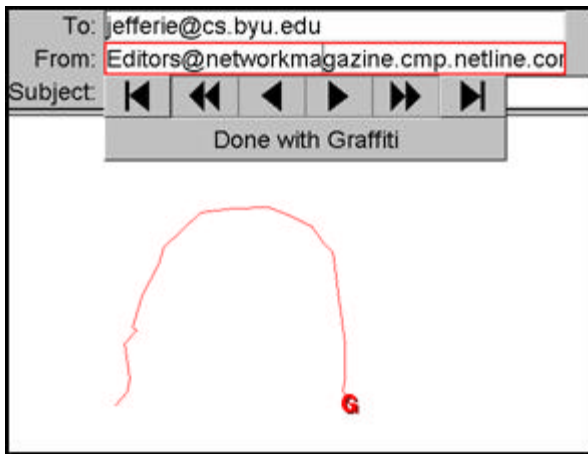 To: jefferie@cs.byu.edu
From: Editors@networkmagazine.cmp.netline.cor
Subject:
Done with Graffiti
G